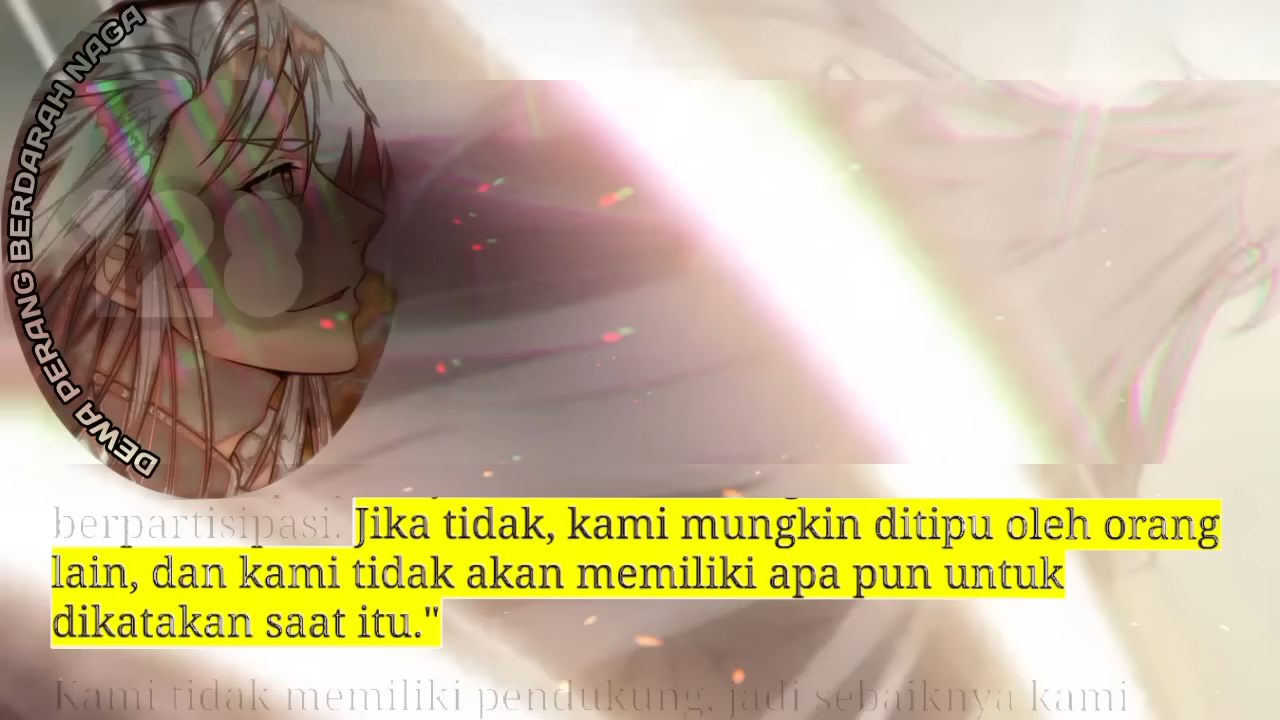 DEWA PERANG BERDARAH NAGA
128
berpartisipasi. Jika tidak, kami mungkin ditipu oleh orang
lain, dan kami tidak akan memiliki apa pun untuk
dikatakan saat itu."
Kami tidak memiliki pendukung, jadi sebaiknya kami